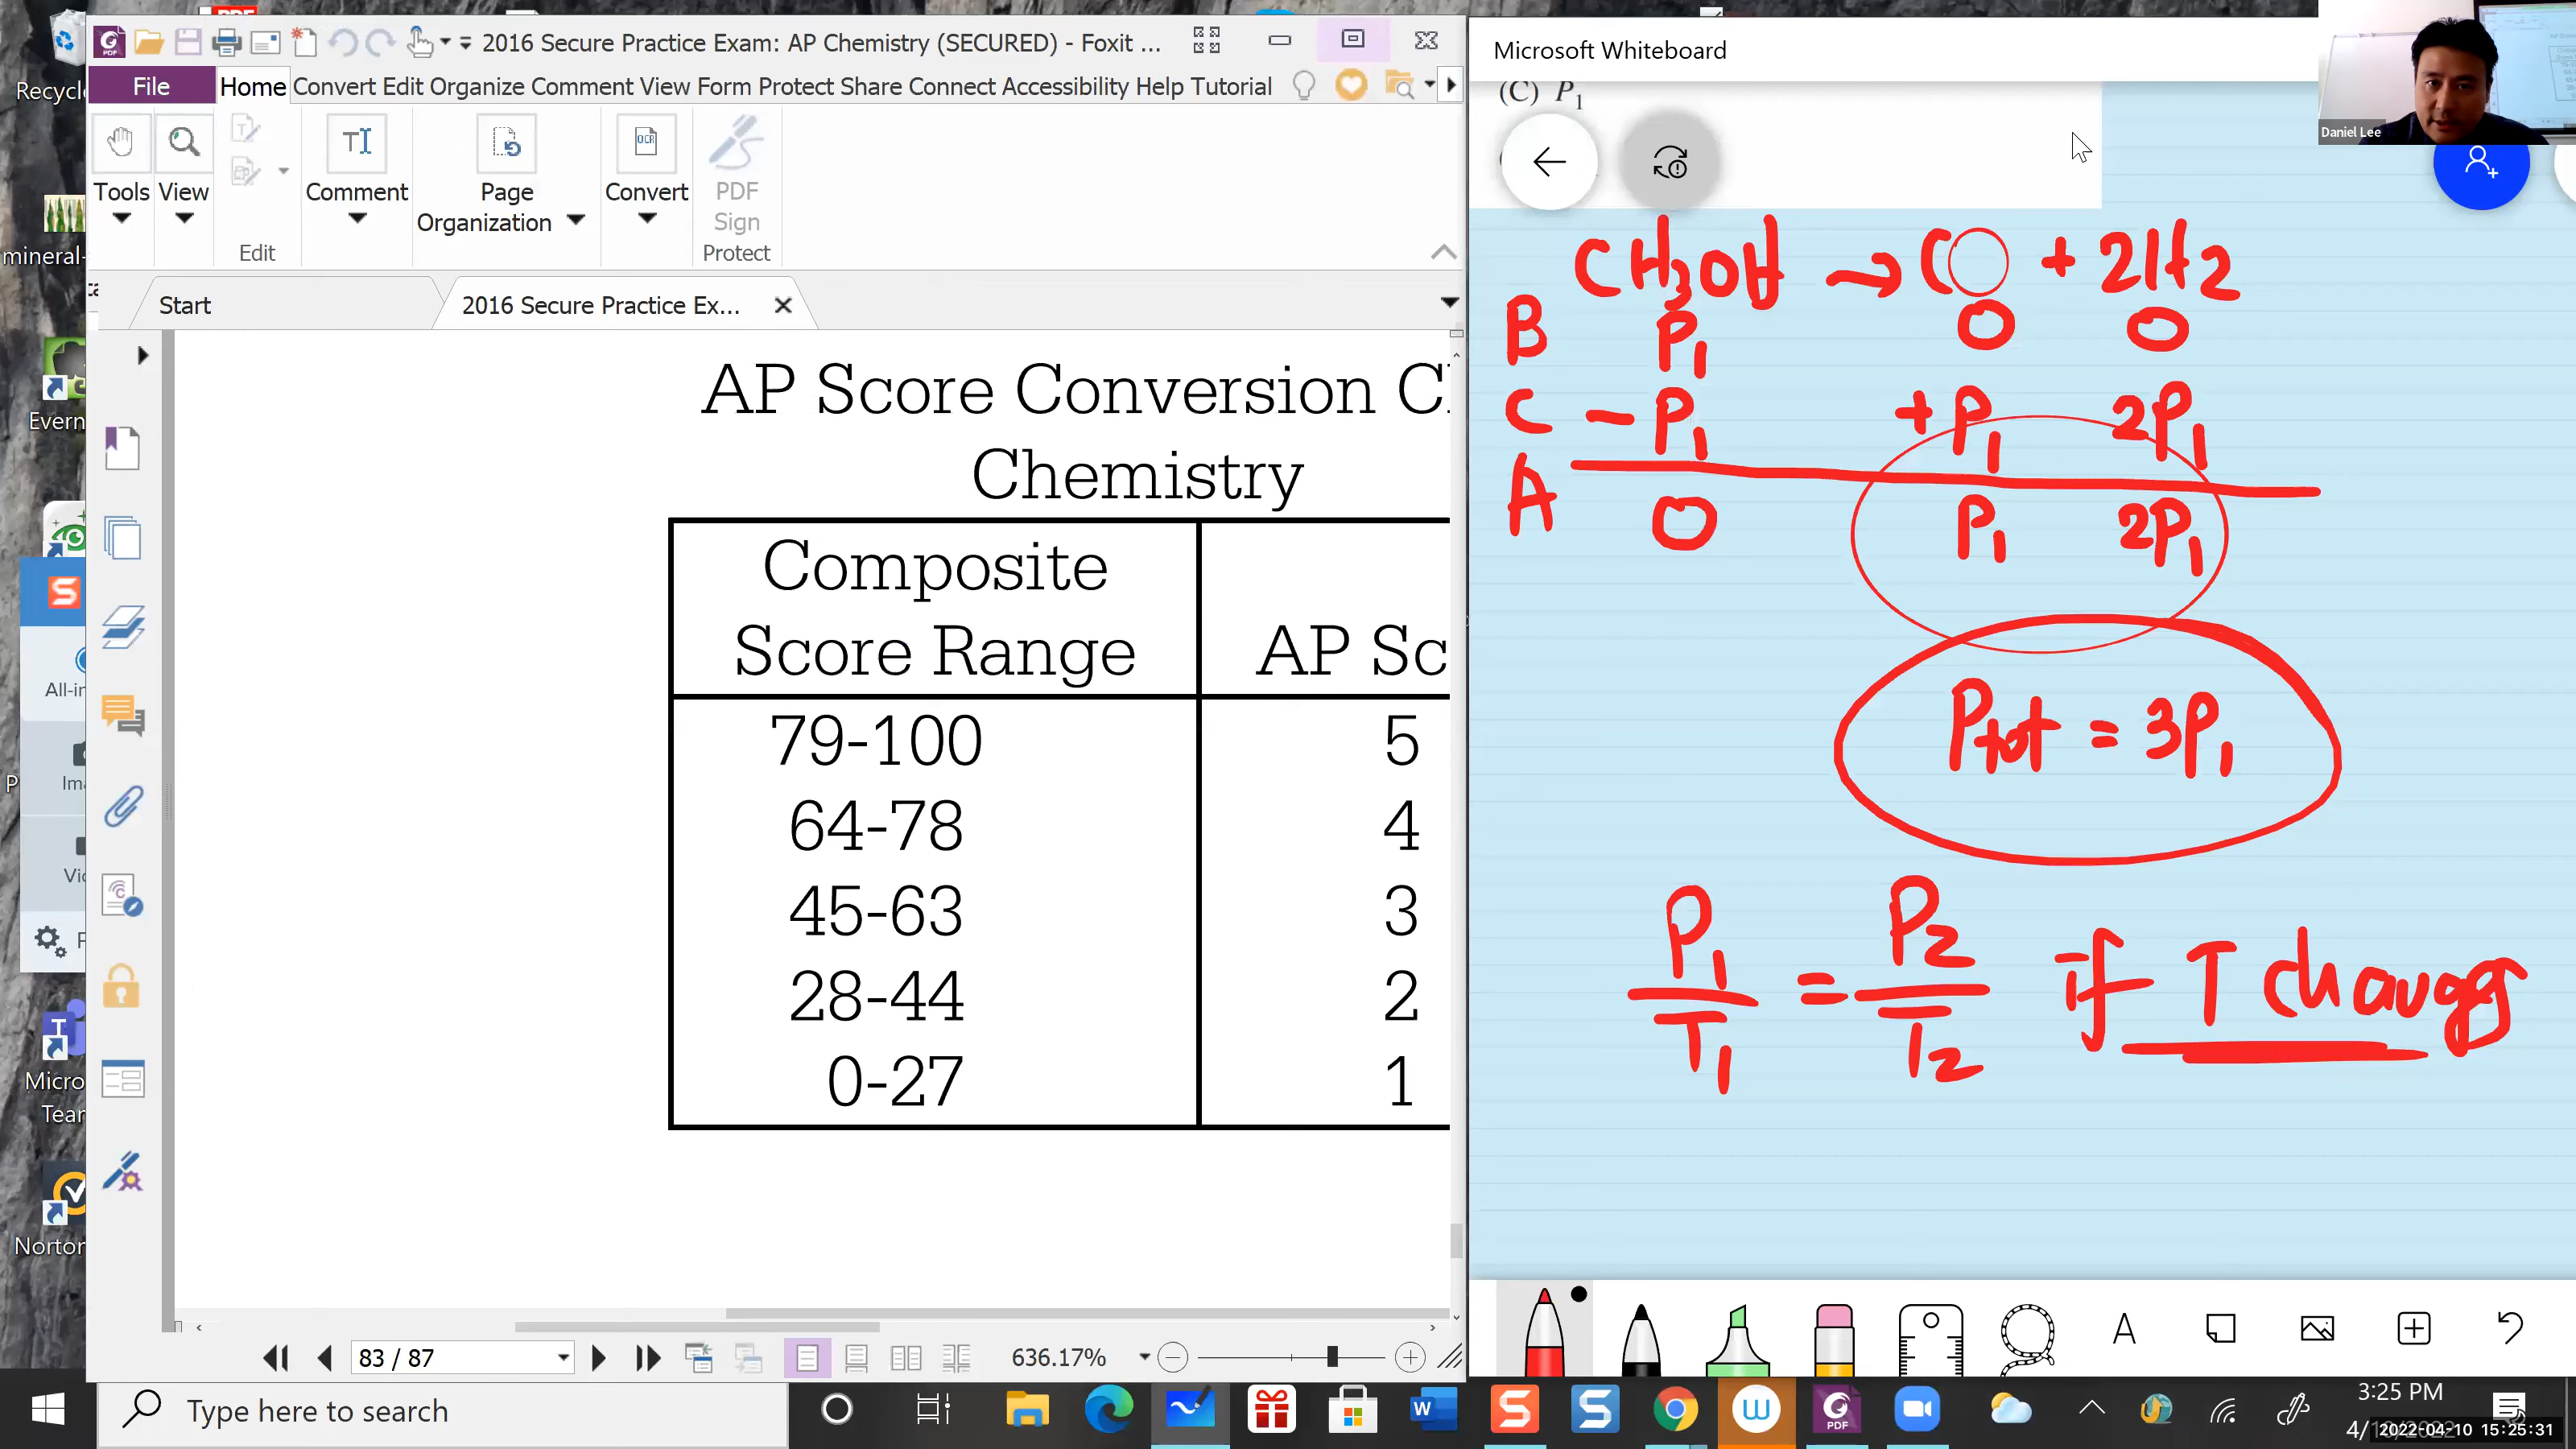 Recycl
mineral-
Evern
All-in
Ima
Vid
Micro
Tear
Norton
2016 Secure Practice Exam: AP Chemistry (SECURED) - Foxit ...
File Home Convert Edit Organize Comment View Form Protect Share Connect Accessibility Help Tutorial
Tools
View
Edit
Comment
Page
Organization
Convert
PDF
Sign
Protect
Start
2016 Secure Practice Ex...
AP Score Conversion C
Chemistry
Composite
Score Range
AP Sc
79-100 5
64-78 4
45-63 3
28-44 2
0-27 1
83 / 87
636.17%
Microsoft Whiteboard
Daniel Lee
(C) P₁
CH₃OH → CO + 2H₂
B P₁ 0 0
C - P₁ + P₁ 2P₁
A 0 P₁ 2P₁
Ptot = 3P₁
P₁/T₁ = P₂/T₂ if T changes
Type here to search
3:25 PM
2022-04-10 15:25:31